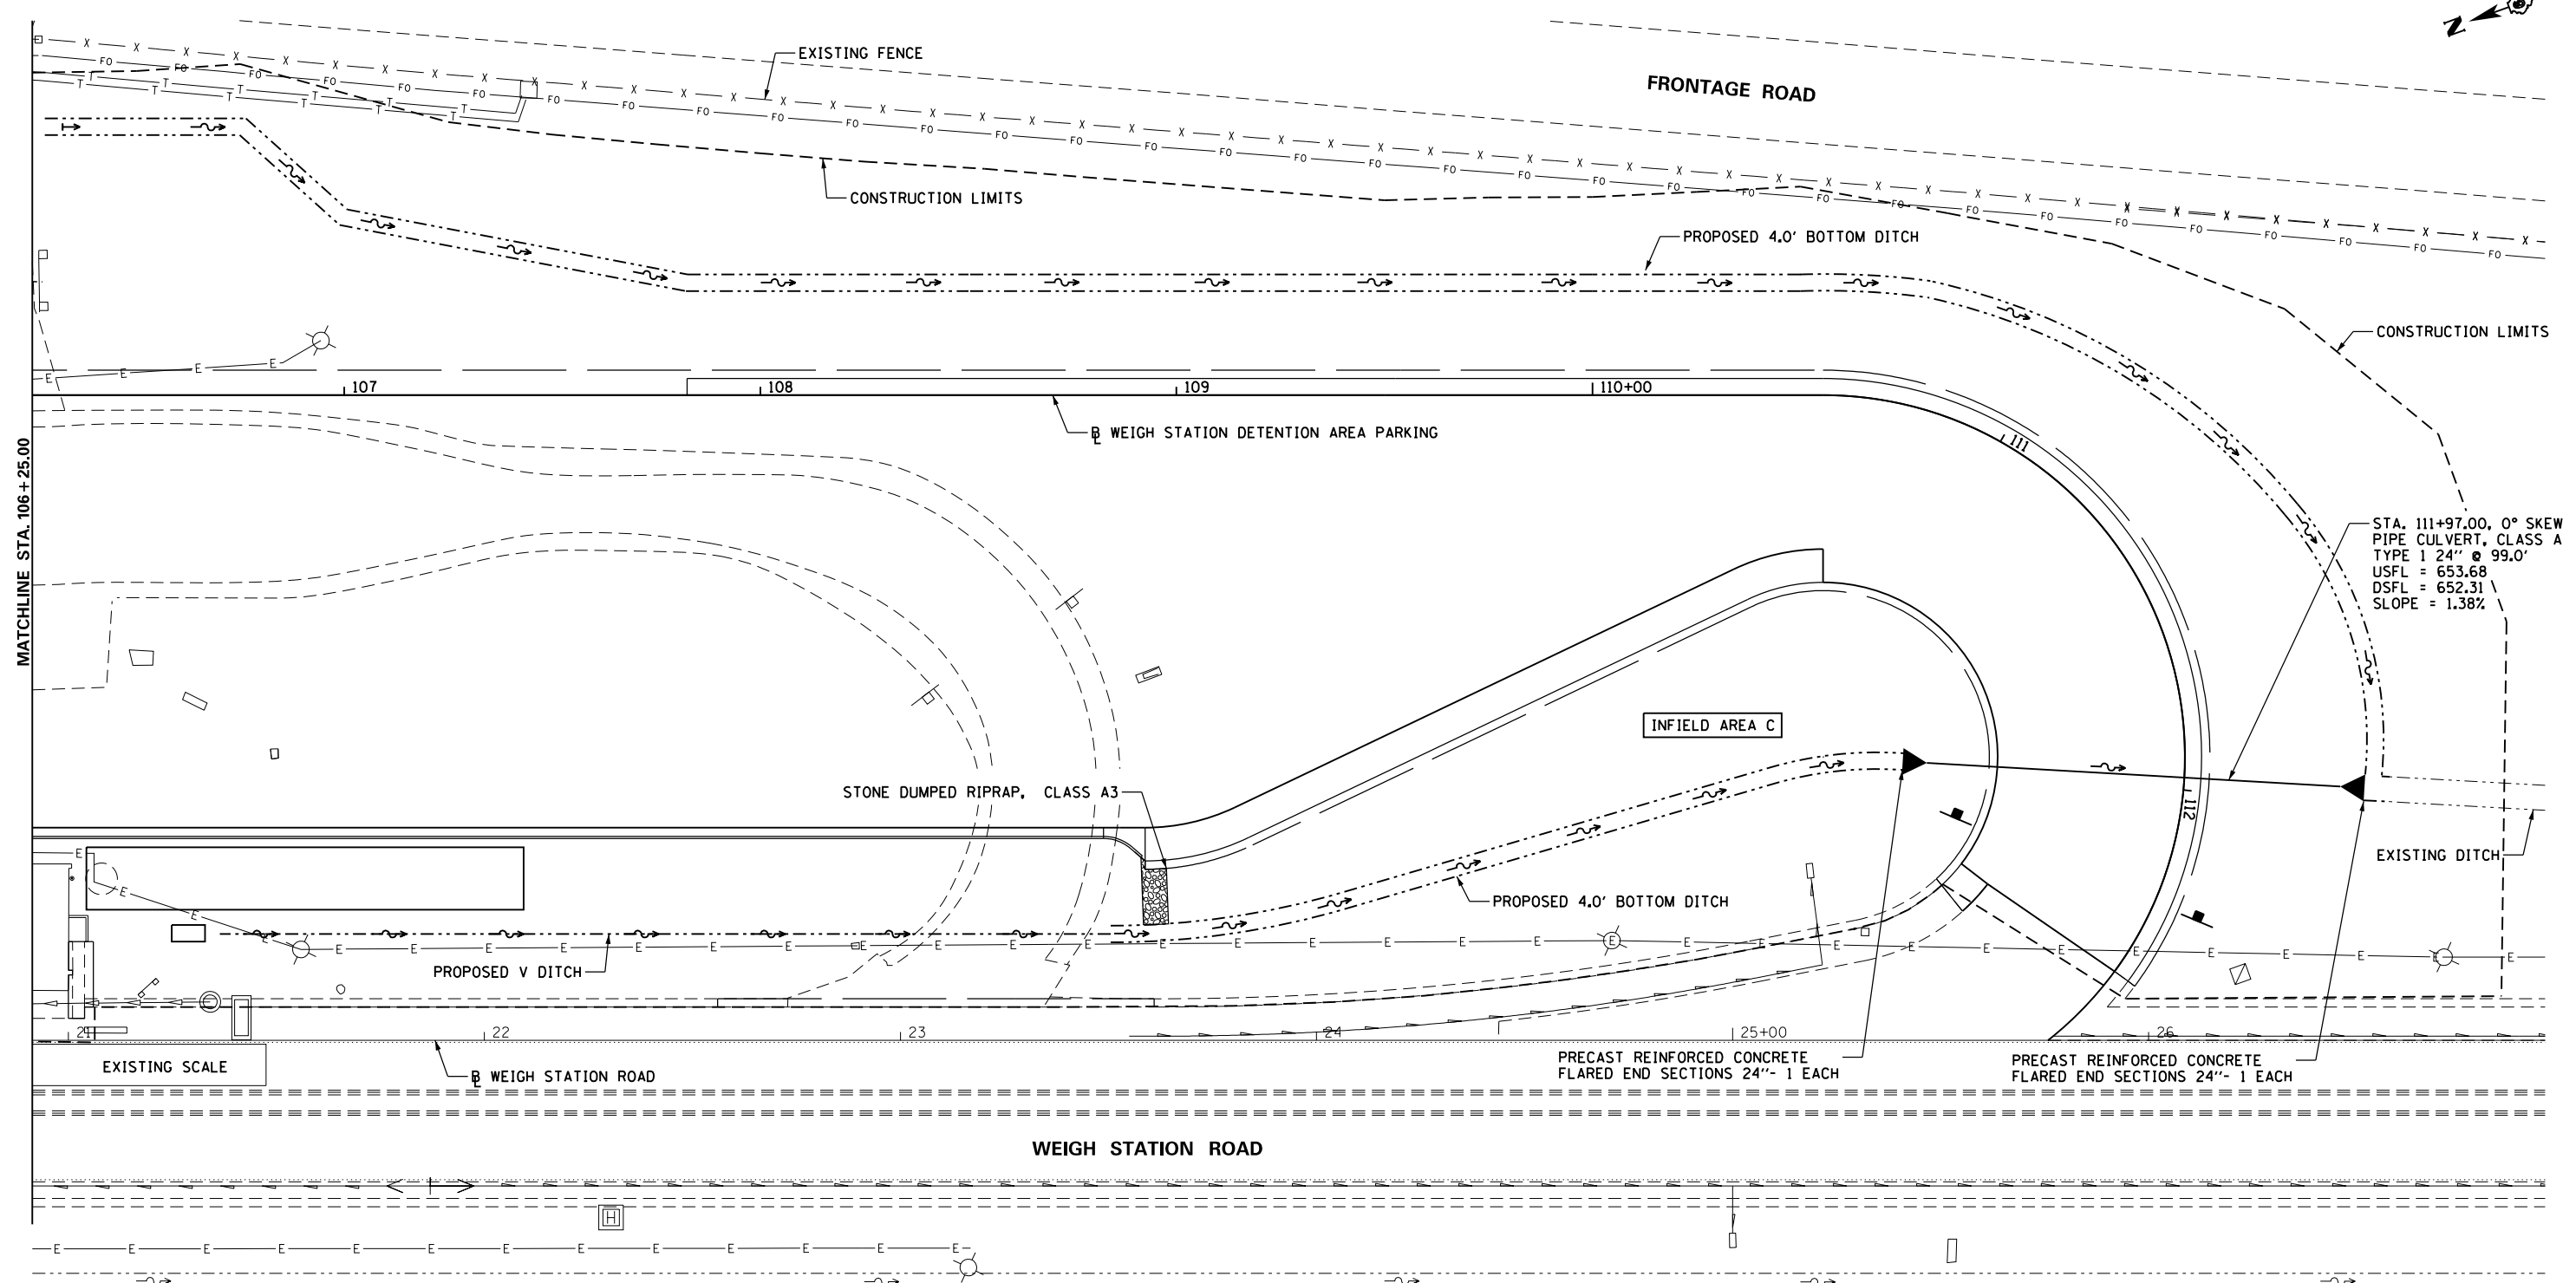 N
EXISTING FENCE
FRONTAGE ROAD
CONSTRUCTION LIMITS
PROPOSED 4.0' BOTTOM DITCH
CONSTRUCTION LIMITS
107
108
109
110+00
℄ WEIGH STATION DETENTION AREA PARKING
111
MATCHLINE STA. 106+25.00
STA. 111+97.00, 0° SKEW
PIPE CULVERT, CLASS A
TYPE 1 24" @ 99.0'
USFL = 653.68
DSFL = 652.31
SLOPE = 1.38%
INFIELD AREA C
STONE DUMPED RIPRAP, CLASS A3
112
EXISTING DITCH
PROPOSED 4.0' BOTTOM DITCH
PROPOSED V DITCH
21
22
23
24
25+00
26
EXISTING SCALE
℄ WEIGH STATION ROAD
PRECAST REINFORCED CONCRETE
FLARED END SECTIONS 24"- 1 EACH
PRECAST REINFORCED CONCRETE
FLARED END SECTIONS 24"- 1 EACH
WEIGH STATION ROAD
H